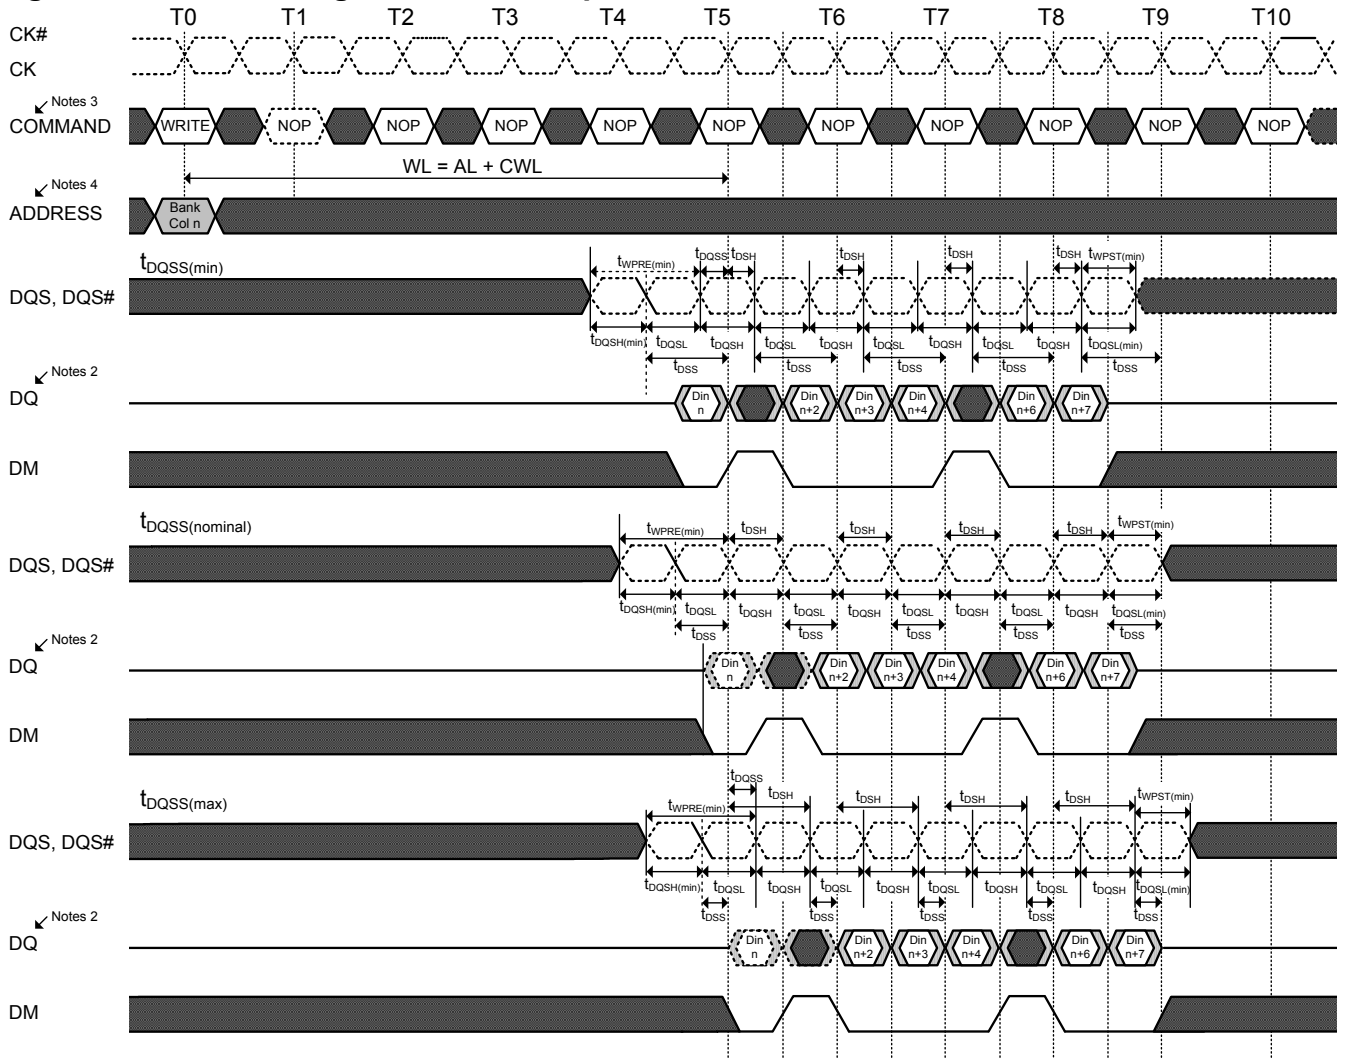 T0 T1 T2 T3 T4 T5 T6 T7 T8 T9 T10
CK#
CK
Notes 3
COMMAND
WRITE NOP NOP NOP NOP NOP NOP NOP NOP NOP NOP
WL = AL + CWL
Notes 4
ADDRESS
Bank
Col n
tDQSS(min)
tWPRE(min) tDQSS tDSH tDSH tDSH tDSH tWPST(min)
DQS, DQS#
tDQSH(min) tDQSL tDQSH tDQSL tDQSH tDQSL tDQSH tDQSL tDQSH tDQSL(min)
tDSS tDSS tDSS tDSS tDSS
Notes 2
DQ
Din n Din n+2 Din n+3 Din n+4 Din n+6 Din n+7
DM
tDQSS(nominal)
tWPRE(min) tDSH tDSH tDSH tDSH tWPST(min)
DQS, DQS#
tDQSH(min) tDQSL tDQSH tDQSL tDQSH tDQSL tDQSH tDQSL tDQSH tDQSL(min)
tDSS tDSS tDSS tDSS tDSS
Notes 2
DQ
Din n Din n+2 Din n+3 Din n+4 Din n+6 Din n+7
DM
tDQSS
tDQSS(max)
tWPRE(min) tDSH tDSH tDSH tDSH tWPST(min)
DQS, DQS#
tDQSH(min) tDQSL tDQSH tDQSL tDQSH tDQSL tDQSH tDQSL tDQSH tDQSL(min)
tDSS tDSS tDSS tDSS tDSS
Notes 2
DQ
Din n Din n+2 Din n+3 Din n+4 Din n+6 Din n+7
DM